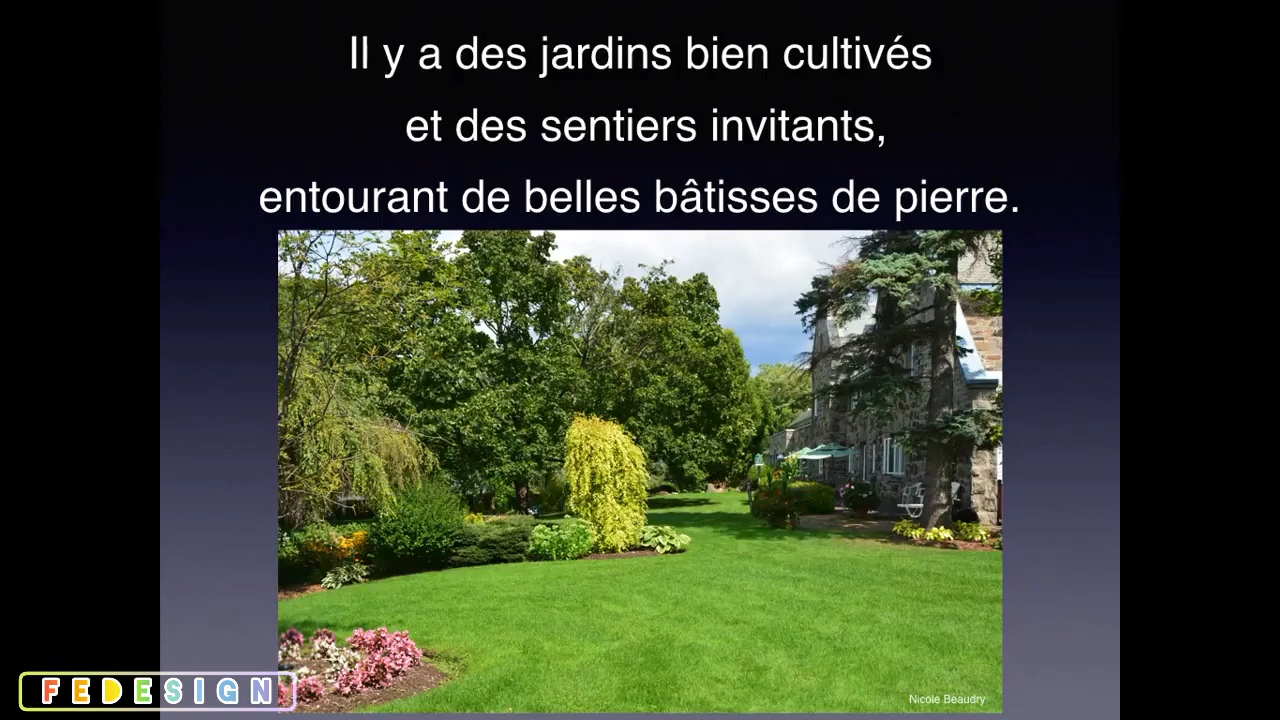 Il y a des jardins bien cultivés
et des sentiers invitants,
entourant de belles bâtisses de pierre.
Nicole Beaudry
FEDESIGN